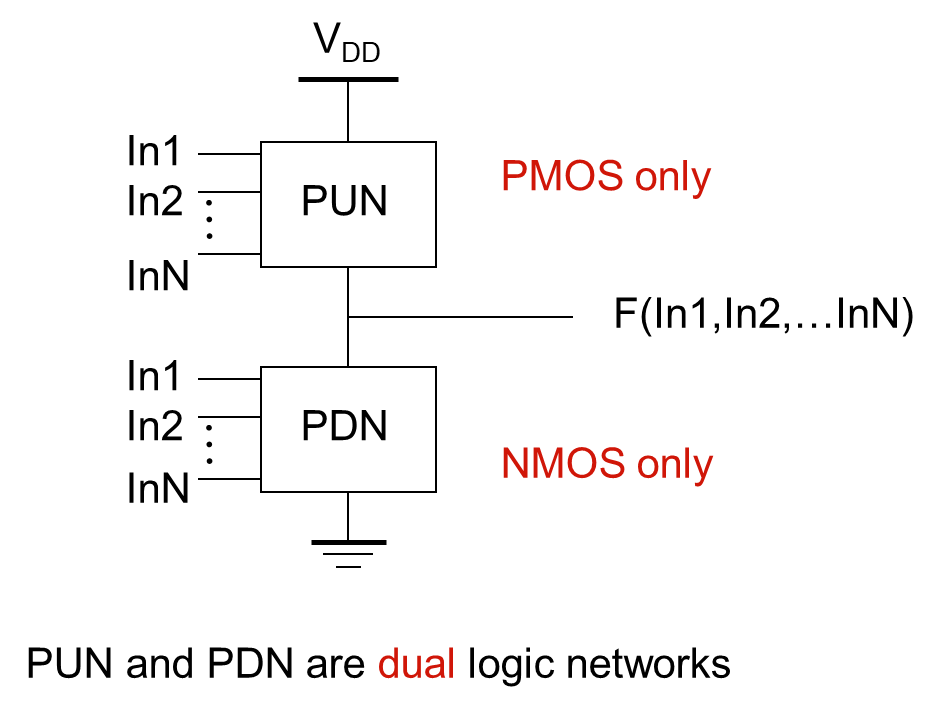 VDD
In1
In2
InN
PUN
PMOS only
F(In1,In2,…InN)
In1
In2
InN
PDN
NMOS only
PUN and PDN are dual logic networks